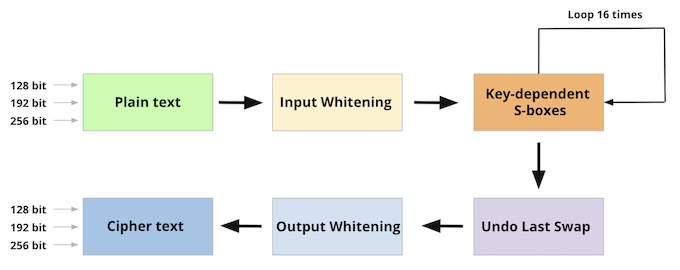 Loop 16 times
128 bit
192 bit
256 bit
Plain text
Input Whitening
Key-dependent
S-boxes
128 bit
192 bit
256 bit
Cipher text
Output Whitening
Undo Last Swap